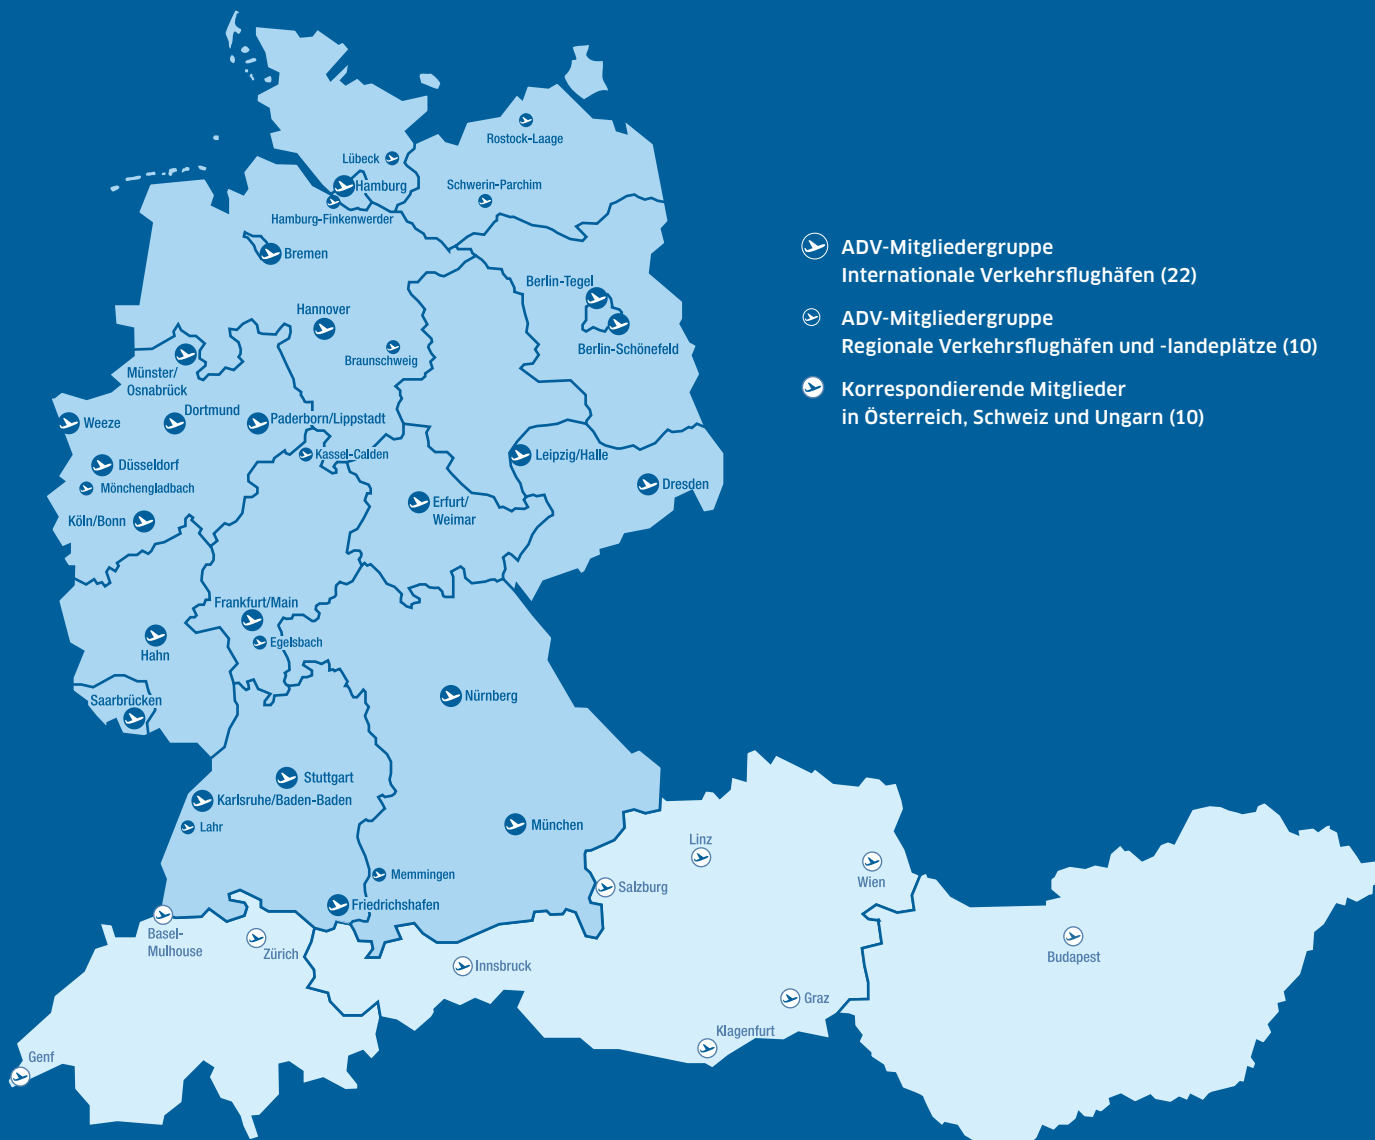 Rostock-Laage
Lübeck
Hamburg
Schwerin-Parchim
Hamburg-Finkenwerder
Bremen
Berlin-Tegel
Hannover
Berlin-Schönefeld
Braunschweig
Münster/
Osnabrück
Dortmund
Weeze
Paderborn/Lippstadt
Kassel-Calden
Düsseldorf
Leipzig/Halle
Mönchengladbach
Dresden
Erfurt/
Weimar
Köln/Bonn
Frankfurt/Main
Egelsbach
Hahn
Saarbrücken
Nürnberg
Stuttgart
Karlsruhe/Baden-Baden
Lahr
München
Memmingen
Friedrichshafen
Linz
Wien
Salzburg
Basel-
Mulhouse
Zürich
Innsbruck
Budapest
Graz
Klagenfurt
Genf
ADV-Mitgliedergruppe
Internationale Verkehrsflughäfen (22)
ADV-Mitgliedergruppe
Regionale Verkehrsflughäfen und -landeplätze (10)
Korrespondierende Mitglieder
in Österreich, Schweiz und Ungarn (10)